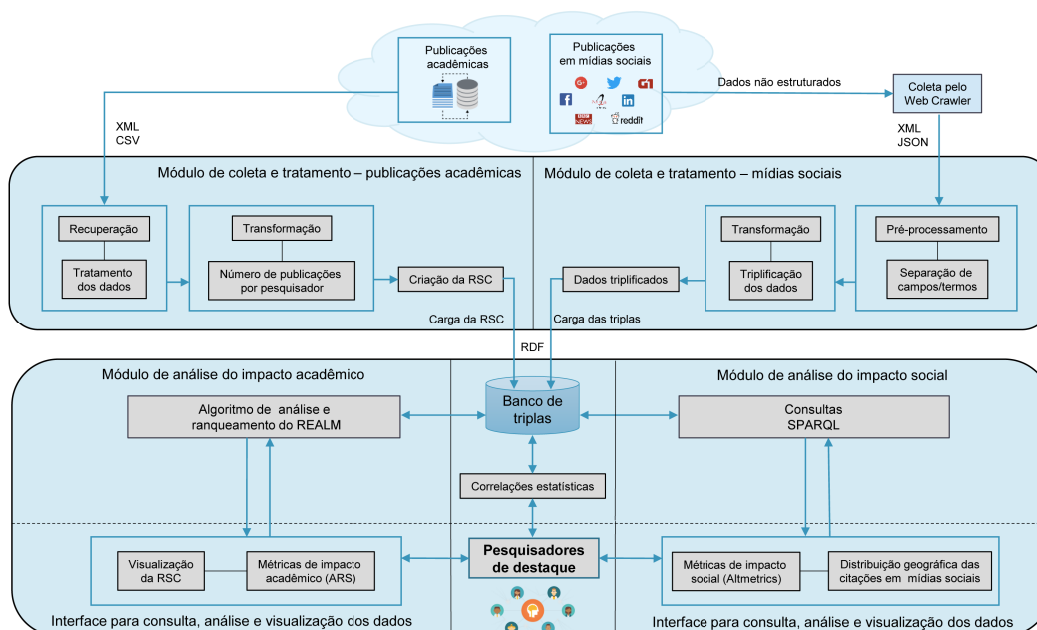 Publicações
acadêmicas
Publicações
em mídias sociais
G+
G1
f
in
BBC
NEWS
reddit
Dados não estruturados
Coleta pelo
Web Crawler
XML
CSV
XML
JSON
Módulo de coleta e tratamento – publicações acadêmicas
Módulo de coleta e tratamento – mídias sociais
Recuperação
Tratamento
dos dados
Transformação
Número de publicações
por pesquisador
Criação da RSC
Dados triplificados
Transformação
Triplificação
dos dados
Pré-processamento
Separação de
campos/termos
Carga da RSC
Carga das triplas
RDF
Módulo de análise do impacto acadêmico
Módulo de análise do impacto social
Algoritmo de análise e
ranqueamento do REALM
Banco de
triplas
Consultas
SPARQL
Correlações estatísticas
Visualização
da RSC
Métricas de impacto
acadêmico (ARS)
Pesquisadores
de destaque
Métricas de impacto
social (Altmetrics)
Distribuição geográfica das
citações em mídias sociais
Interface para consulta, análise e visualização dos dados
Interface para consulta, análise e visualização dos dados